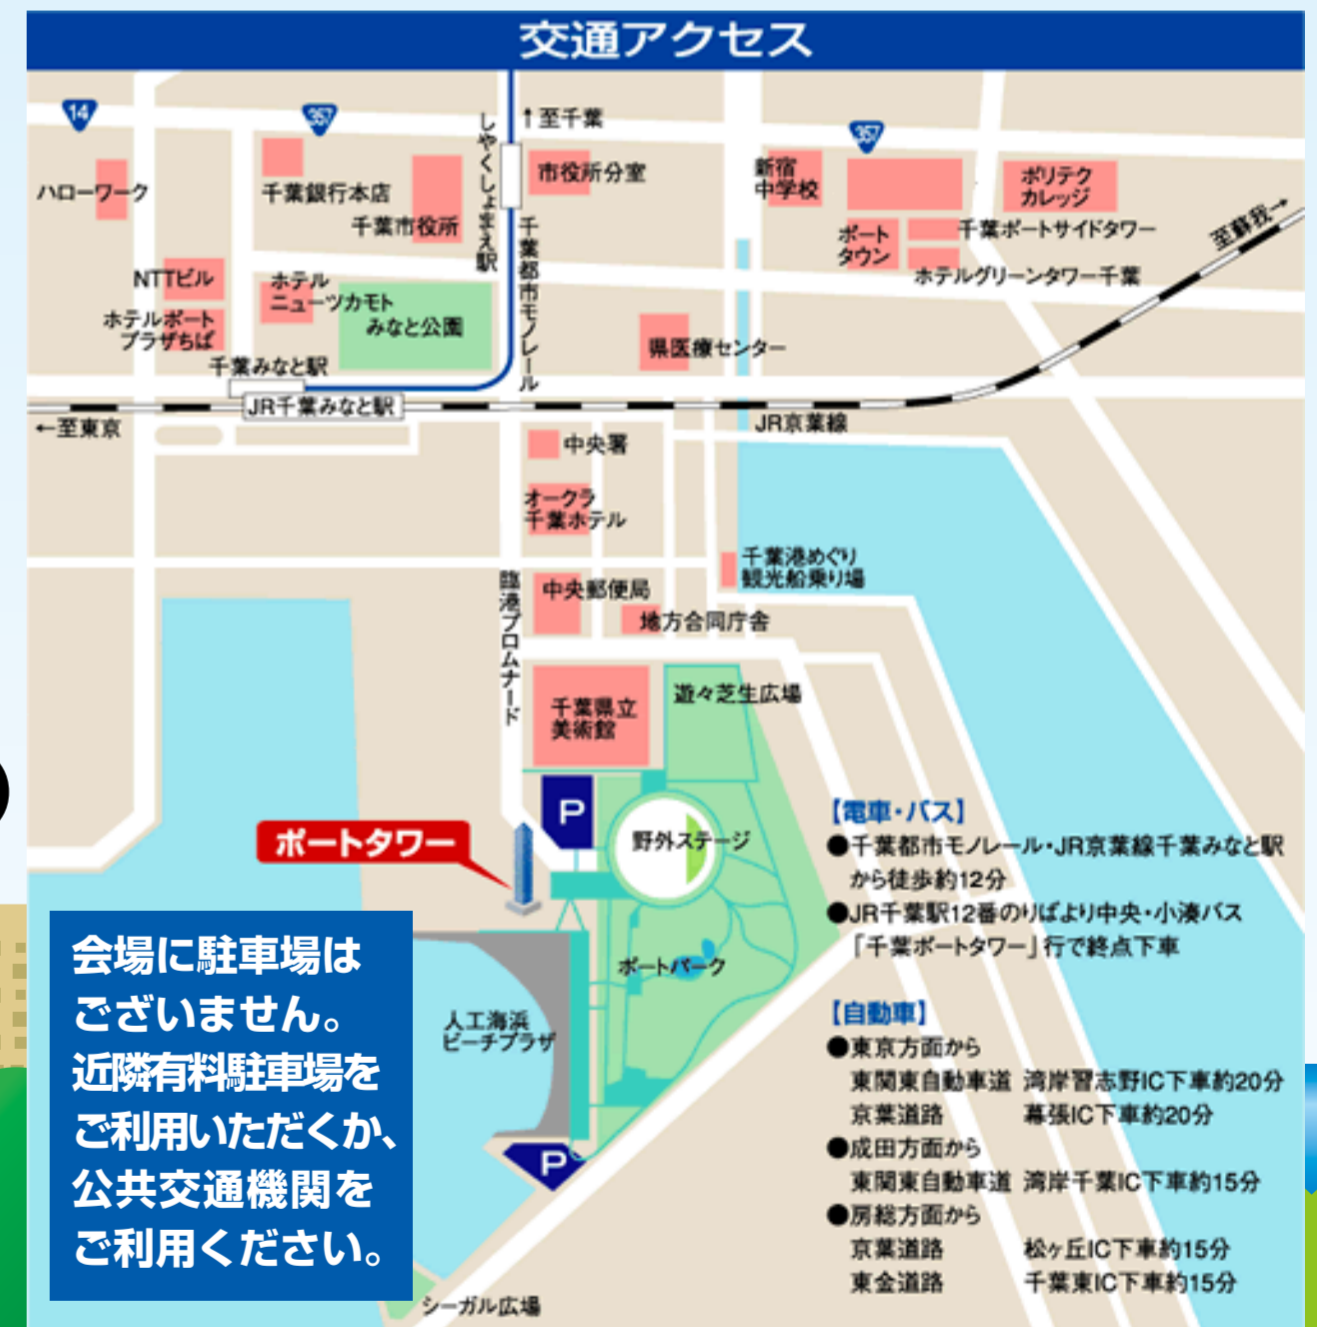 交通アクセス
14
357
357
↑至千葉
しやくしょまえ駅
市役所分室
新宿
中学校
ポリテク
カレッジ
ハローワーク
千葉銀行本店
千葉市役所
千葉都市モノレール
ポート
タウン
千葉ポートサイドタワー
至蘇我→
ホテルグリーンタワー千葉
NTTビル
ホテル
ニューツカモト
みなと公園
ホテルポート
プラザちば
県医療センター
千葉みなと駅
JR千葉みなと駅
←至東京
JR京葉線
中央署
オークラ
千葉ホテル
千葉港めぐり
観光船乗り場
臨港プロムナード
中央郵便局
地方合同庁舎
千葉県立
美術館
遊々芝生広場
P
ポートタワー
野外ステージ
ポートパーク
人工海浜
ビーチプラザ
P
シーガル広場
会場に駐車場は
ございません。
近隣有料駐車場を
ご利用いただくか、
公共交通機関を
ご利用ください。
【電車・バス】
●千葉都市モノレール・JR京葉線千葉みなと駅
から徒歩約12分
●JR千葉駅12番のりばより中央・小湊バス
「千葉ポートタワー」行で終点下車
【自動車】
●東京方面から
東関東自動車道 湾岸習志野IC下車約20分
京葉道路 幕張IC下車約20分
●成田方面から
東関東自動車道 湾岸千葉IC下車約15分
●房総方面から
京葉道路 松ヶ丘IC下車約15分
東金道路 千葉東IC下車約15分